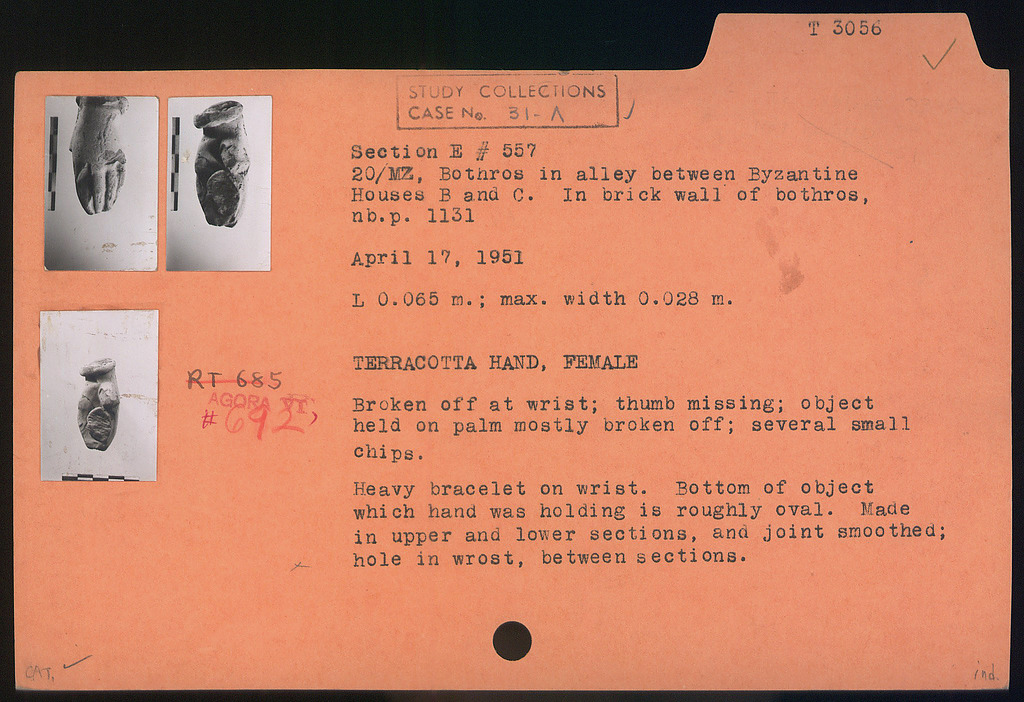 T 3056
STUDY COLLECTIONS
CASE No. 31-A
Section E # 557
20/MZ, Bothros in alley between Byzantine
Houses B and C. In brick wall of bothros,
nb.p. 1131
April 17, 1951
L 0.065 m.; max. width 0.028 m.
TERRACOTTA HAND, FEMALE
RT 685
AGORA VI,
#692,
Broken off at wrist; thumb missing; object
held on palm mostly broken off; several small
chips.
Heavy bracelet on wrist. Bottom of object
which hand was holding is roughly oval. Made
in upper and lower sections, and joint smoothed;
hole in wrost, between sections.
CAT.
ind.